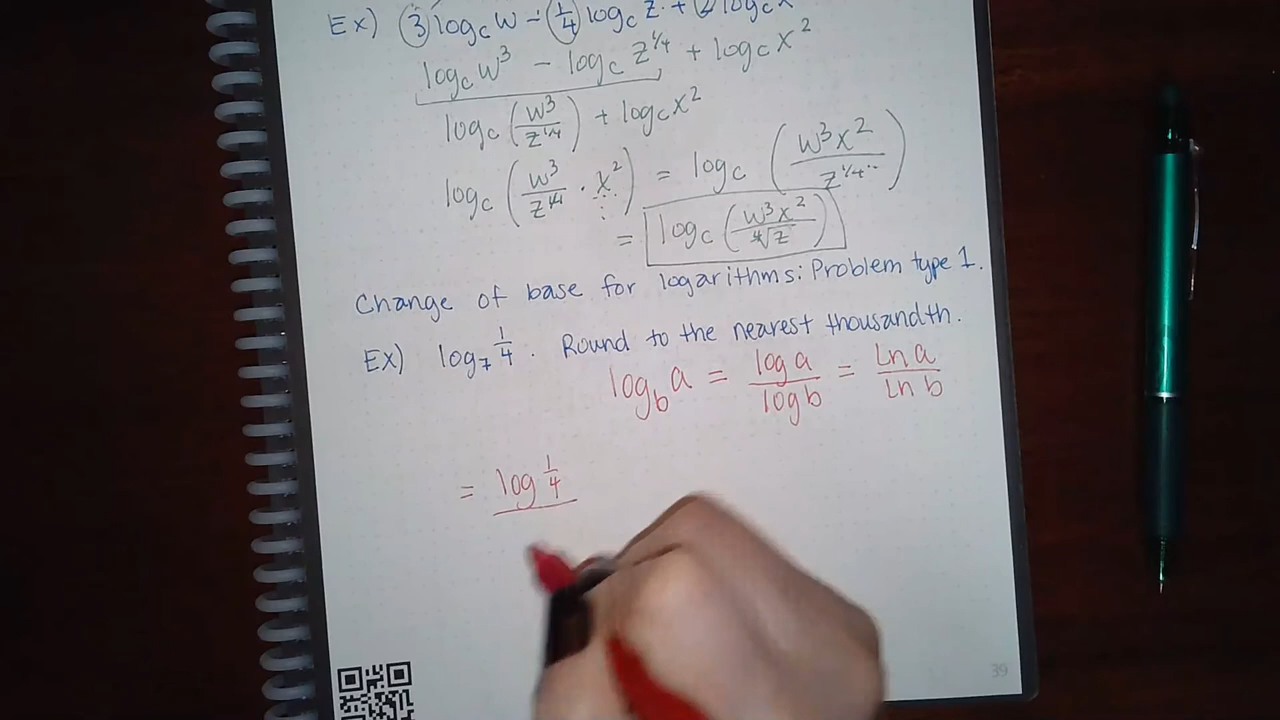 Ex) 3 log_c w - 1/4 log_c z + 2 log_c x
log_c w^3 - log_c z^1/4 + log_c x^2
log_c (w^3/z^1/4) + log_c x^2
log_c (w^3/z^1/4 · x^2) = log_c (w^3x^2/z^1/4)
= log_c (w^3x^2/∜z)
Change of base for logarithms: Problem type 1.
Ex) log_7 1/4. Round to the nearest thousandth.
log_b a = log a/log b = Ln a/Ln b
= log 1/4
39